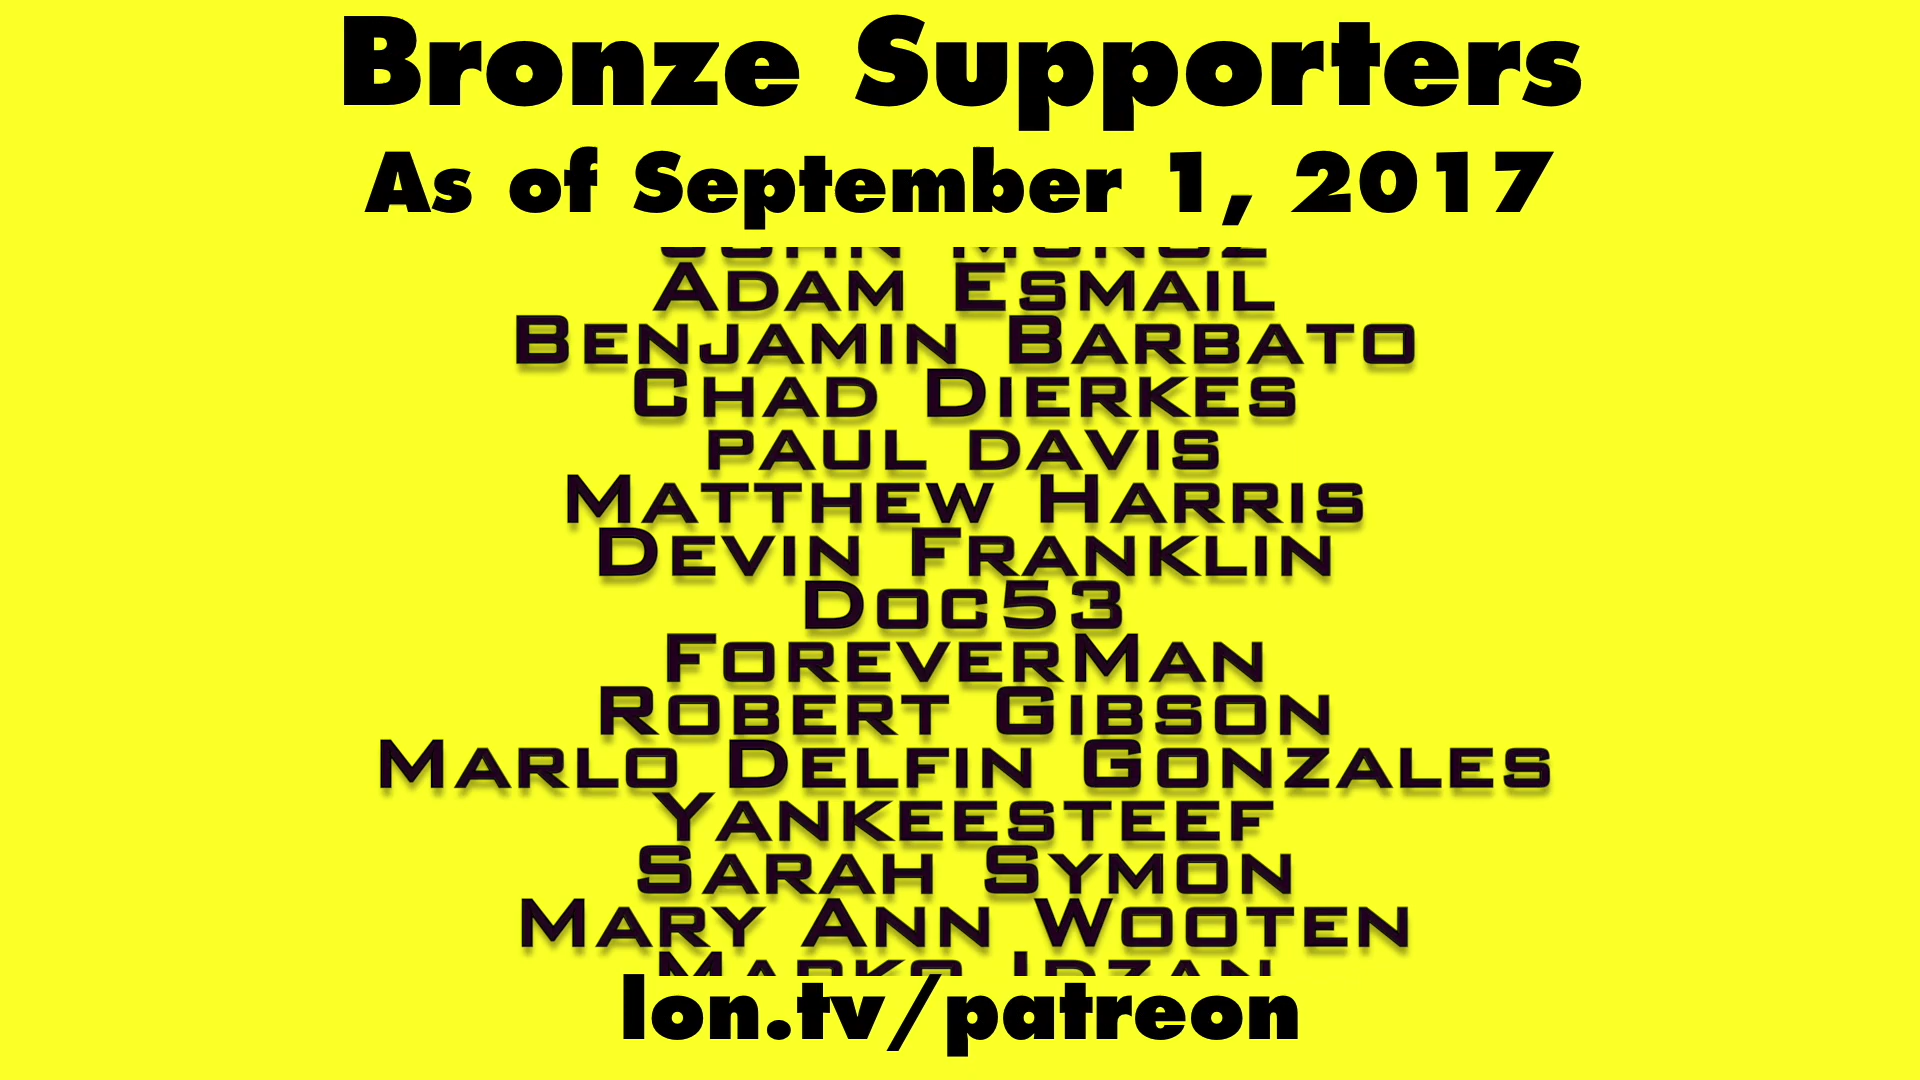 Bronze Supporters
As of September 1, 2017
Adam Esmail
Benjamin Barbato
Chad Dierkes
paul davis
Matthew Harris
Devin Franklin
Doc53
ForeverMan
Robert Gibson
Marlo Delfin Gonzales
Yankeesteef
Sarah Symon
Mary Ann Wooten
lon.tv/patreon